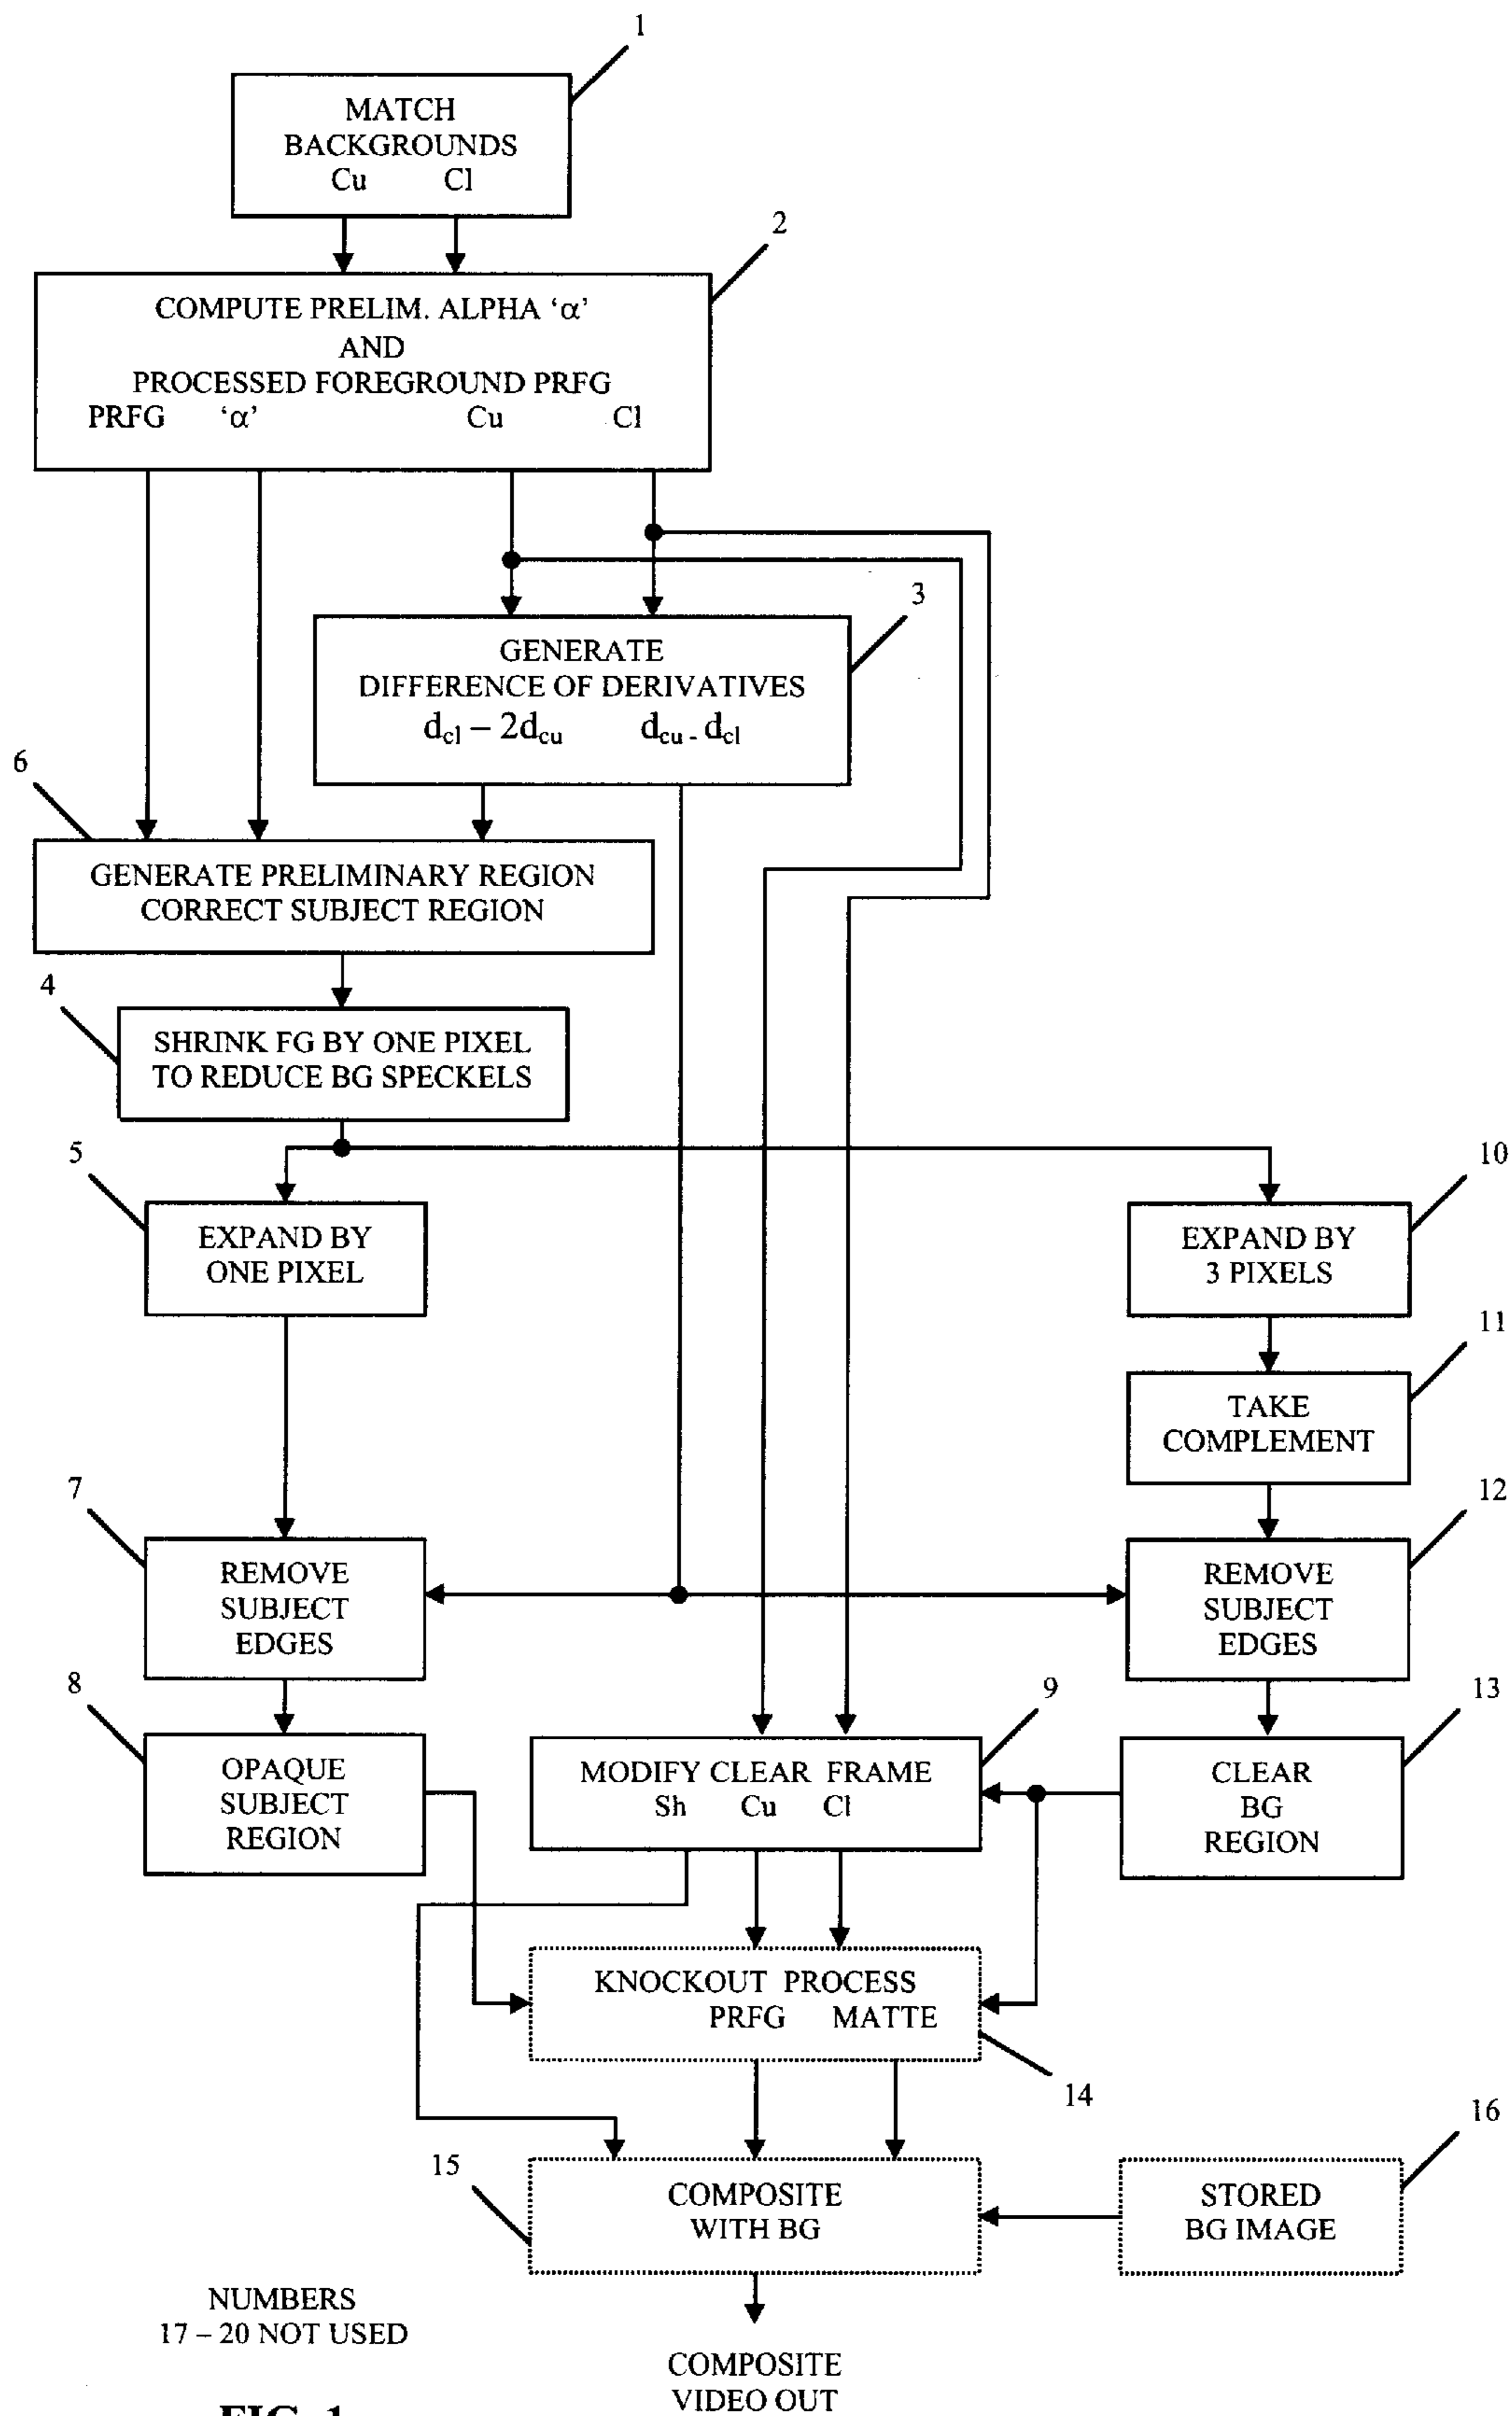 1
MATCH
BACKGROUNDS
Cu Cl
2
COMPUTE PRELIM. ALPHA ‘α’
AND
PROCESSED FOREGROUND PRFG
PRFG ‘α’ Cu Cl
3
GENERATE
DIFFERENCE OF DERIVATIVES
dcl – 2dcu dcu - dcl
6
GENERATE PRELIMINARY REGION
CORRECT SUBJECT REGION
4
SHRINK FG BY ONE PIXEL
TO REDUCE BG SPECKELS
5
EXPAND BY
ONE PIXEL
10
EXPAND BY
3 PIXELS
11
TAKE
COMPLEMENT
7
REMOVE
SUBJECT
EDGES
12
REMOVE
SUBJECT
EDGES
8
OPAQUE
SUBJECT
REGION
9
MODIFY CLEAR FRAME
Sh Cu Cl
13
CLEAR
BG
REGION
KNOCKOUT PROCESS
PRFG MATTE
14
15
COMPOSITE
WITH BG
16
STORED
BG IMAGE
NUMBERS
17 – 20 NOT USED
COMPOSITE
VIDEO OUT
FIG. 1